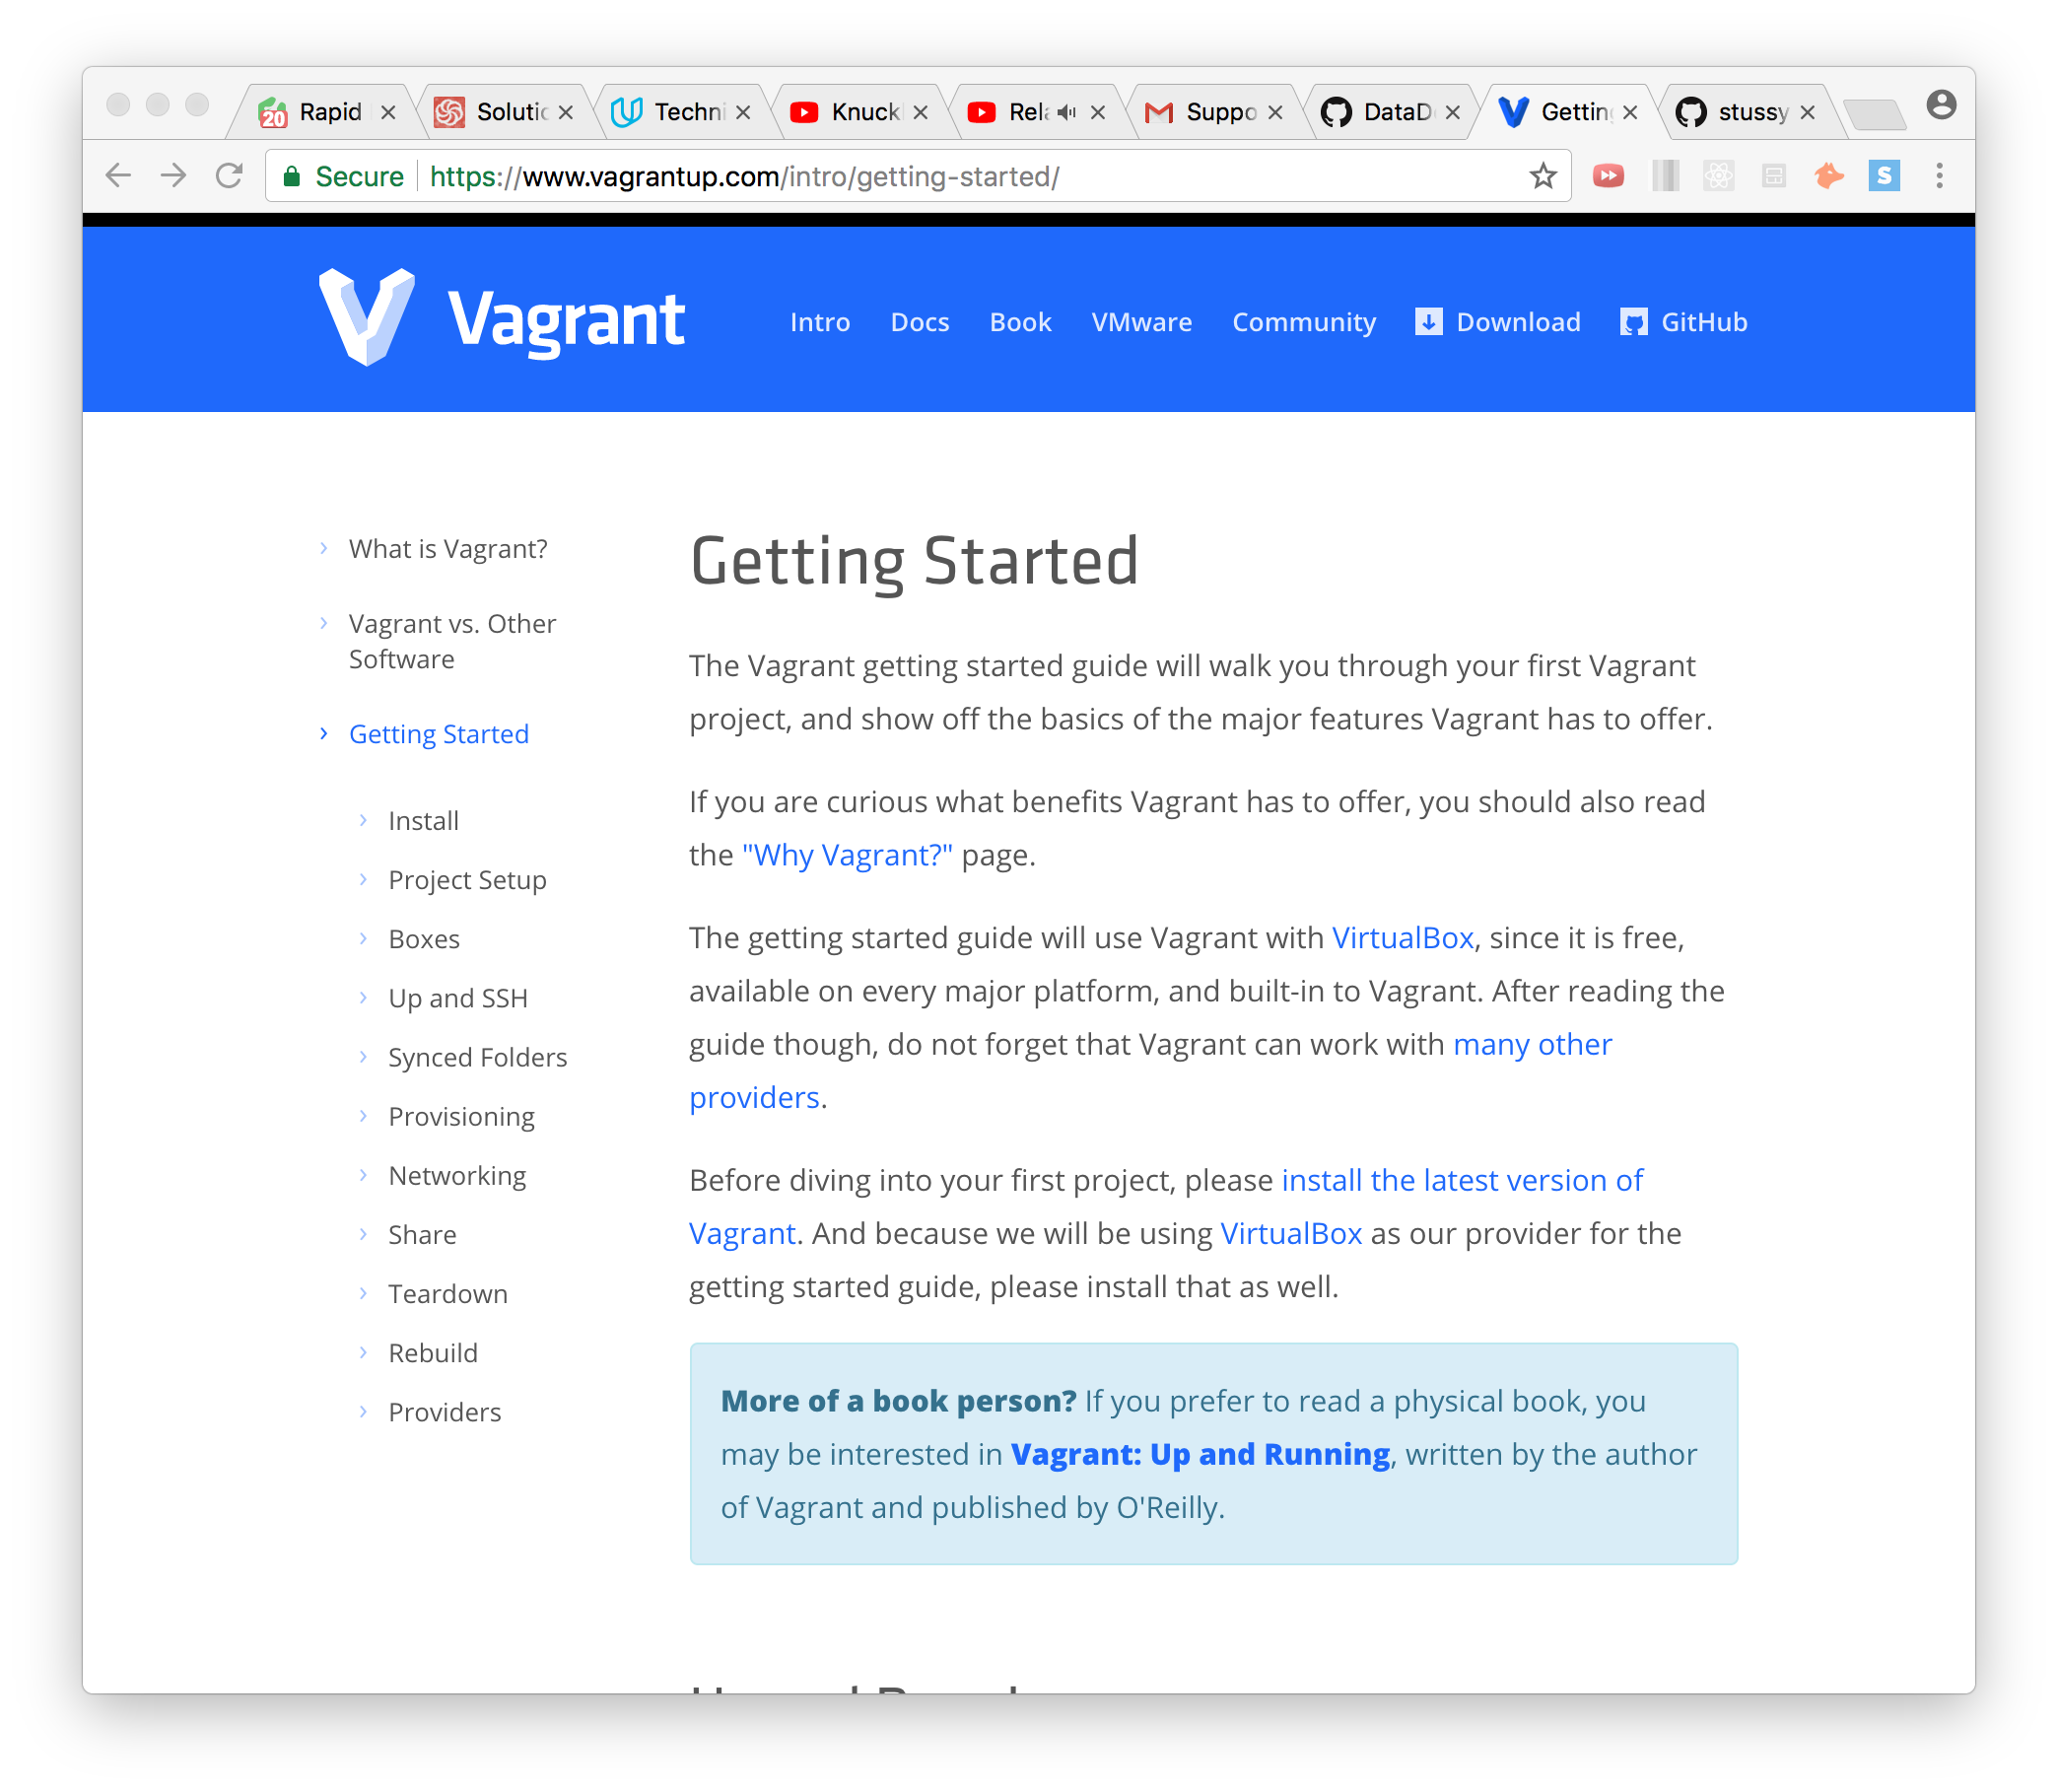 20 Rapid Solutio Techni Knuck Rela Suppo DataD Getting stussy
Secure https://www.vagrantup.com/intro/getting-started/ S
Vagrant Intro Docs Book VMware Community Download GitHub
What is Vagrant?
Vagrant vs. Other
Software
Getting Started
Install
Project Setup
Boxes
Up and SSH
Synced Folders
Provisioning
Networking
Share
Teardown
Rebuild
Providers
Getting Started
The Vagrant getting started guide will walk you through your first Vagrant
project, and show off the basics of the major features Vagrant has to offer.
If you are curious what benefits Vagrant has to offer, you should also read
the "Why Vagrant?" page.
The getting started guide will use Vagrant with VirtualBox, since it is free,
available on every major platform, and built-in to Vagrant. After reading the
guide though, do not forget that Vagrant can work with many other
providers.
Before diving into your first project, please install the latest version of
Vagrant. And because we will be using VirtualBox as our provider for the
getting started guide, please install that as well.
More of a book person? If you prefer to read a physical book, you
may be interested in Vagrant: Up and Running, written by the author
of Vagrant and published by O'Reilly.